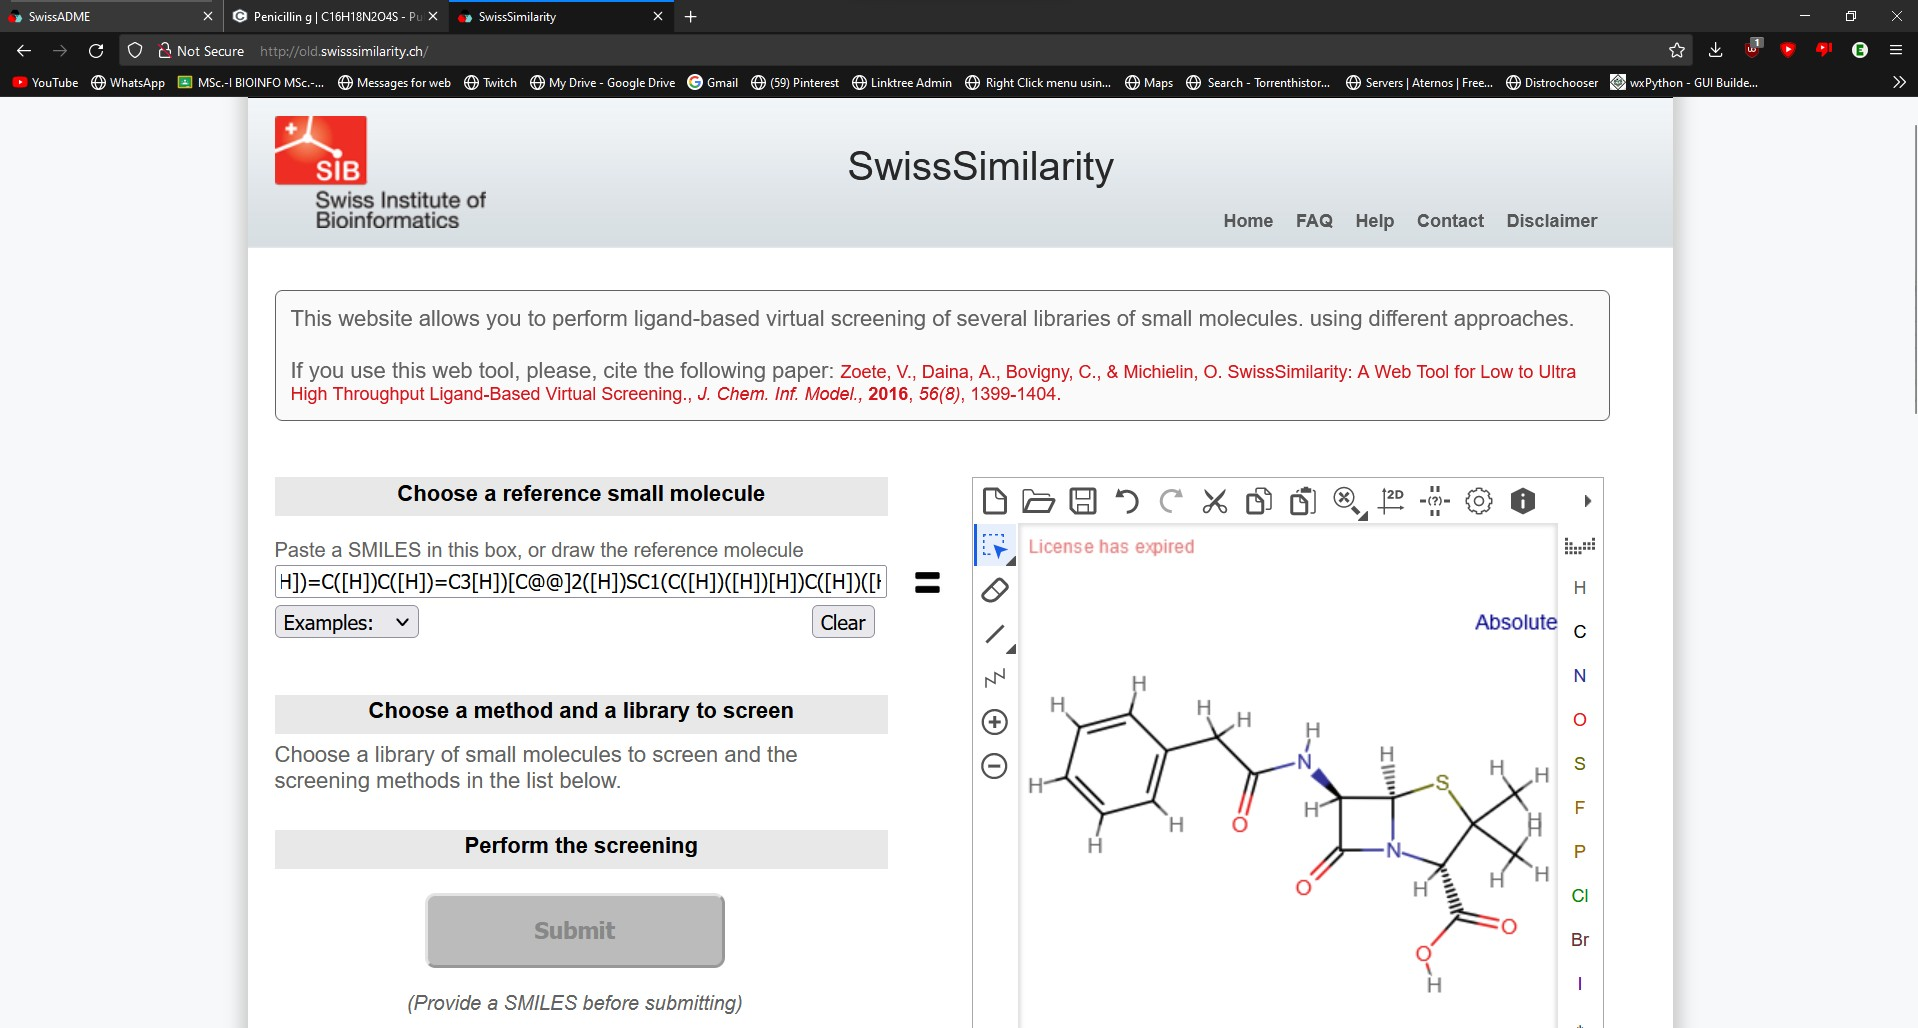 SwissADME
Penicillin g | C16H18N2O4S - Pu
SwissSimilarity
Not Secure http://old.swisssimilarity.ch/
1
YouTube WhatsApp MSc.-I BIOINFO MSc.-... Messages for web Twitch My Drive - Google Drive Gmail (59) Pinterest Linktree Admin Right Click menu usin... Maps Search - Torrenthistor... Servers | Aternos | Free... Distrochooser wxPython - GUI Builde...
SIB
Swiss Institute of
Bioinformatics
SwissSimilarity
Home FAQ Help Contact Disclaimer
This website allows you to perform ligand-based virtual screening of several libraries of small molecules. using different approaches.
If you use this web tool, please, cite the following paper: Zoete, V., Daina, A., Bovigny, C., & Michielin, O. SwissSimilarity: A Web Tool for Low to Ultra
High Throughput Ligand-Based Virtual Screening., J. Chem. Inf. Model., 2016, 56(8), 1399-1404.
Choose a reference small molecule
Paste a SMILES in this box, or draw the reference molecule
H])=C([H])C([H])=C3[H])[C@@]2([H])SC1(C([H])([H])[H])C([H])([H
Examples:
Clear
Choose a method and a library to screen
Choose a library of small molecules to screen and the
screening methods in the list below.
Perform the screening
Submit
(Provide a SMILES before submitting)
=
2D
(?)
License has expired
Absolute
H
H
H
H
H
H
H
H
O
N
H
H
H
S
O
N
H
H
H
H
H
H
H
O
O
H
H
C
N
O
S
F
P
Cl
Br
I